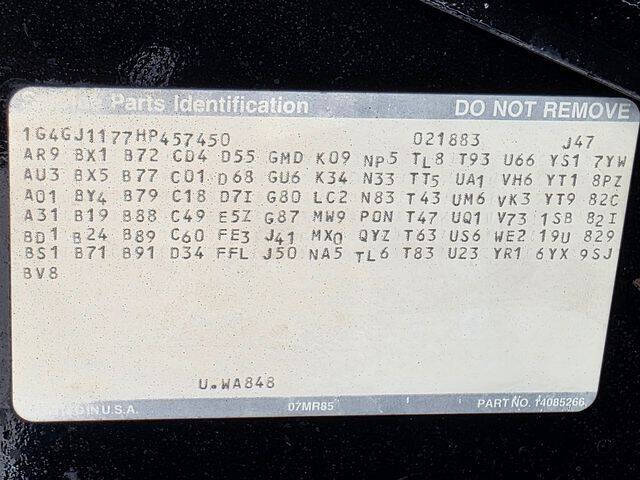 Parts Identification DO NOT REMOVE
1G4GJ1177HP457450 021883 J47
AR9 BX1 B72 CD4 D55 GMD K09 NP5 TL8 T93 U66 YS1 7YW
AU3 BX5 B77 C01 D68 GU6 K34 N33 TT5 UA1 VH6 YT1 8PZ
A01 BY4 B79 C18 D7I G80 LC2 N83 T43 UM6 VK3 YT9 82C
A31 B19 B88 C49 E5Z G87 MW9 PON T47 UQ1 V73 1SB 82I
BD1 B24 B89 C60 FE3 J41 MX0 QYZ T63 US6 WE2 19U 829
BS1 B71 B91 D34 FFL J50 NA5 TL6 T83 U23 YR1 6YX 9SJ
BV8
U.WA848
IN U.S.A. 07MR85 PART NO. 14085266